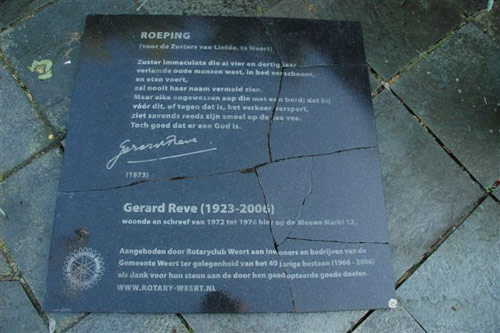 ROEPING
(voor de Zusters van Liefde, te Weert)
Zuster Immaculata die al vier en dertig jaar
verlamde oude mensen wast, in bed verschoont,
en eten voert,
zal nooit haar naam vermeld zien.
Maar elke ongewassen aap die met een bord: dat hij
vóór dit, of tegen dat is, het verkeer verspert,
ziet savonds reeds zijn smoel op de tee vee.
Toch goed dat er een God is.
Gerard Reve
(1973)
Gerard Reve (1923-2006)
woonde en schreef van 1972 tot 1976 hier op de Nieuwe Markt 12.
Aangeboden door Rotaryclub Weert aan inwoners en bedrijven van de
Gemeente Weert ter gelegenheid van het 40 jarige bestaan (1966 - 2006)
als dank voor hun steun aan de door hen geadopteerde goede doelen.
WWW.ROTARY-WEERT.NL